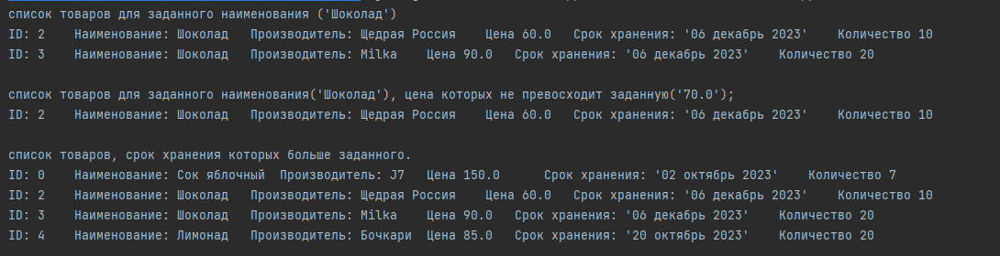 список товаров для заданного наименования ('Шоколад')
ID: 2 Наименование: Шоколад Производитель: Щедрая Россия Цена 60.0 Срок хранения: '06 декабрь 2023' Количество 10
ID: 3 Наименование: Шоколад Производитель: Milka Цена 90.0 Срок хранения: '06 декабрь 2023' Количество 20
список товаров для заданного наименования('Шоколад'), цена которых не превосходит заданную('70.0');
ID: 2 Наименование: Шоколад Производитель: Щедрая Россия Цена 60.0 Срок хранения: '06 декабрь 2023' Количество 10
список товаров, срок хранения которых больше заданного.
ID: 0 Наименование: Сок яблочный Производитель: J7 Цена 150.0 Срок хранения: '02 октябрь 2023' Количество 7
ID: 2 Наименование: Шоколад Производитель: Щедрая Россия Цена 60.0 Срок хранения: '06 декабрь 2023' Количество 10
ID: 3 Наименование: Шоколад Производитель: Milka Цена 90.0 Срок хранения: '06 декабрь 2023' Количество 20
ID: 4 Наименование: Лимонад Производитель: Бочкари Цена 85.0 Срок хранения: '20 октябрь 2023' Количество 20